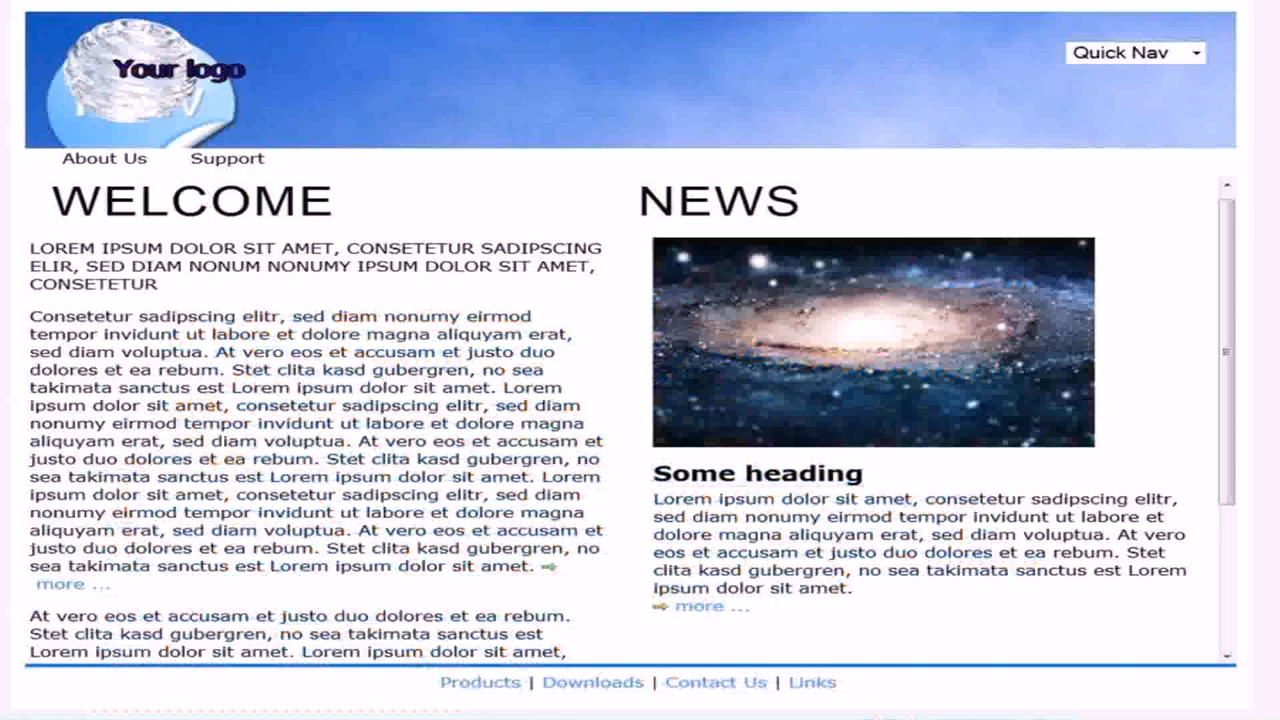 Your logo
Quick Nav
About Us Support
WELCOME
LOREM IPSUM DOLOR SIT AMET, CONSETETUR SADIPSCING
ELIR, SED DIAM NONUM NONUMY IPSUM DOLOR SIT AMET,
CONSETETUR
Consetetur sadipscing elitr, sed diam nonumy eirmod
tempor invidunt ut labore et dolore magna aliquyam erat,
sed diam voluptua. At vero eos et accusam et justo duo
dolores et ea rebum. Stet clita kasd gubergren, no sea
takimata sanctus est Lorem ipsum dolor sit amet. Lorem
ipsum dolor sit amet, consetetur sadipscing elitr, sed diam
nonumy eirmod tempor invidunt ut labore et dolore magna
aliquyam erat, sed diam voluptua. At vero eos et accusam et
justo duo dolores et ea rebum. Stet clita kasd gubergren, no
sea takimata sanctus est Lorem ipsum dolor sit amet. Lorem
ipsum dolor sit amet, consetetur sadipscing elitr, sed diam
nonumy eirmod tempor invidunt ut labore et dolore magna
aliquyam erat, sed diam voluptua. At vero eos et accusam et
justo duo dolores et ea rebum. Stet clita kasd gubergren, no
sea takimata sanctus est Lorem ipsum dolor sit amet.
more ...
At vero eos et accusam et justo duo dolores et ea rebum.
Stet clita kasd gubergren, no sea takimata sanctus est
Lorem ipsum dolor sit amet. Lorem ipsum dolor sit amet,
NEWS
Some heading
Lorem ipsum dolor sit amet, consetetur sadipscing elitr,
sed diam nonumy eirmod tempor invidunt ut labore et
dolore magna aliquyam erat, sed diam voluptua. At vero
eos et accusam et justo duo dolores et ea rebum. Stet
clita kasd gubergren, no sea takimata sanctus est Lorem
ipsum dolor sit amet.
more ...
Products | Downloads | Contact Us | Links